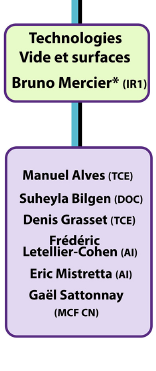 Technologies
Vide et surfaces
Bruno Mercier* (IR1)
Manuel Alves (TCE)
Suheyla Bilgen (DOC)
Denis Grasset (TCE)
Frédéric
Letellier-Cohen (AI)
Eric Mistretta (AI)
Gaël Sattonnay
(MCF CN)